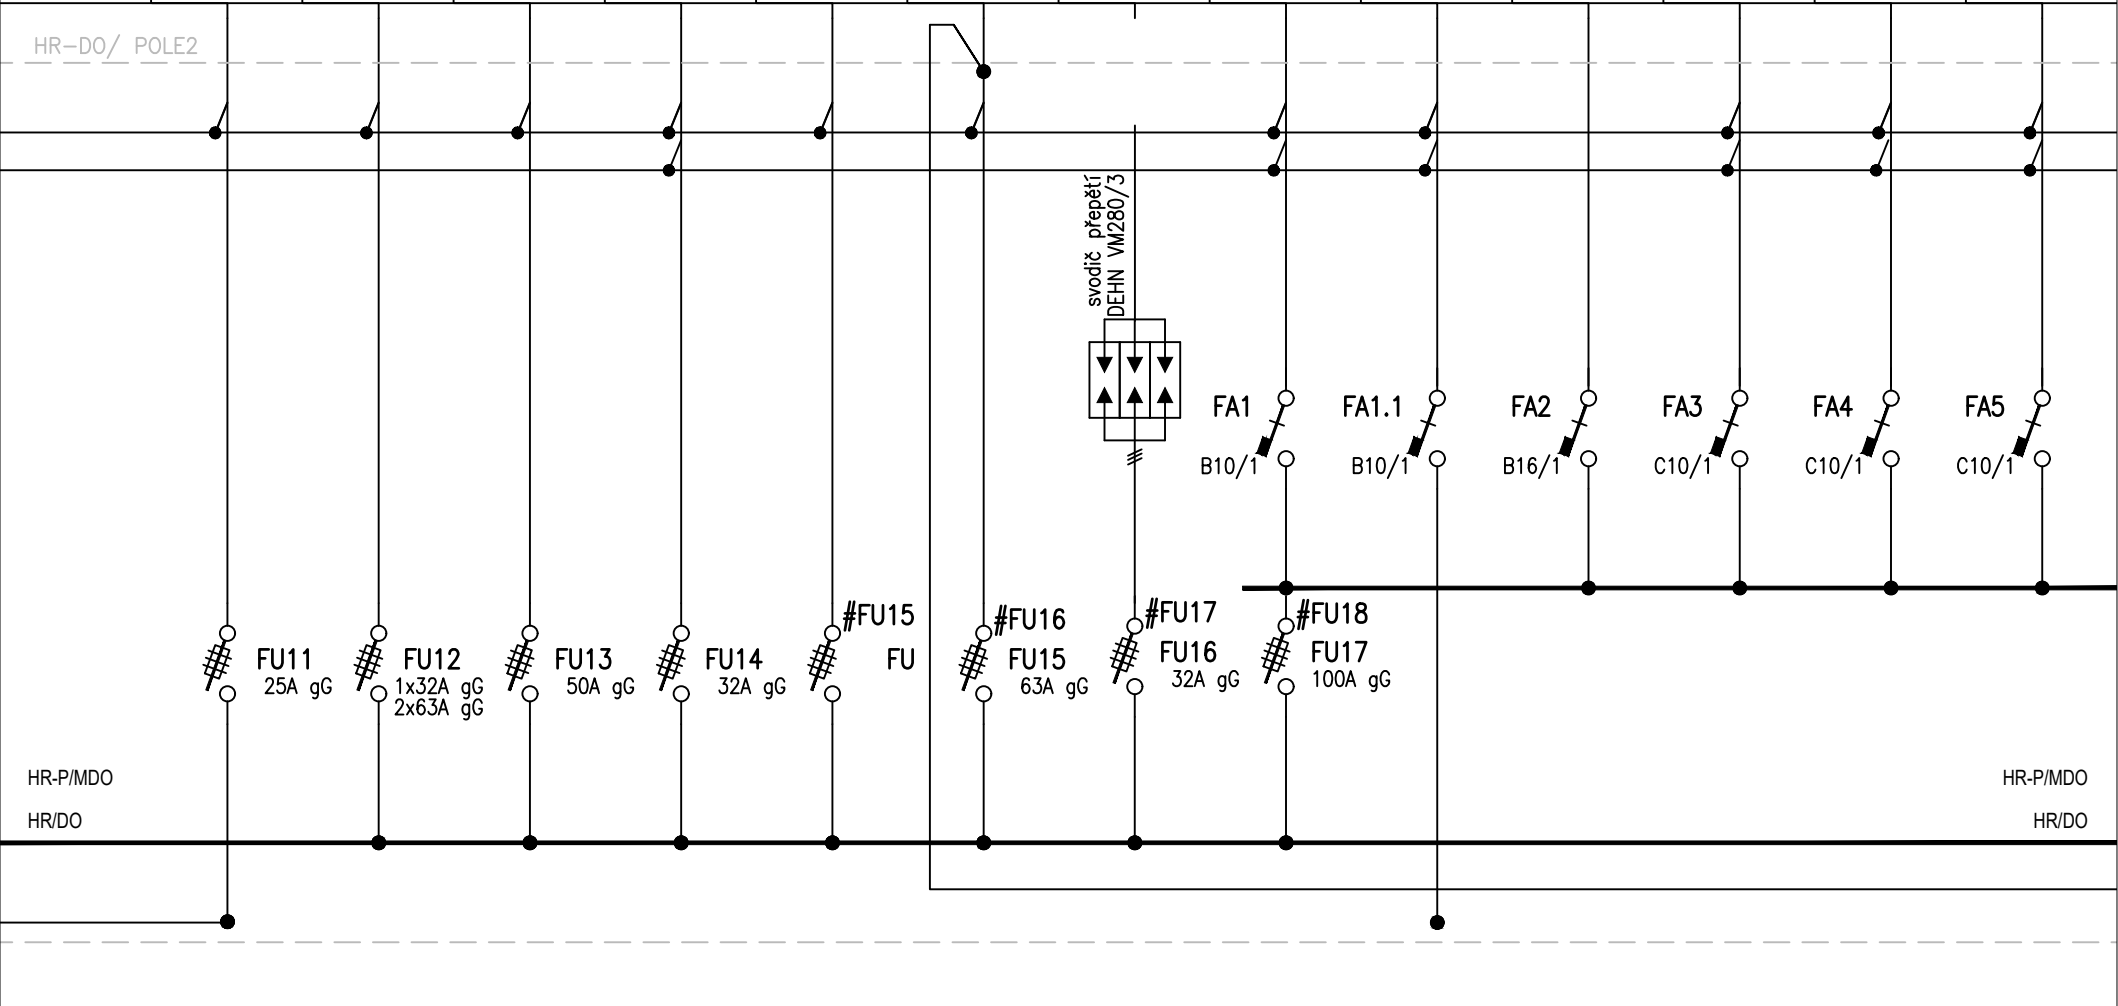 HR-DO/ POLE2
svodič přepětí
DEHN VM280/3
FA1
B10/1
FA1.1
B10/1
FA2
B16/1
FA3
C10/1
FA4
C10/1
FA5
C10/1
FU11
25A gG
FU12
1x32A gG
2x63A gG
FU13
50A gG
FU14
32A gG
#FU15
FU
#FU16
FU15
63A gG
#FU17
FU16
32A gG
#FU18
FU17
100A gG
HR-P/MDO
HR/DO
HR-P/MDO
HR/DO